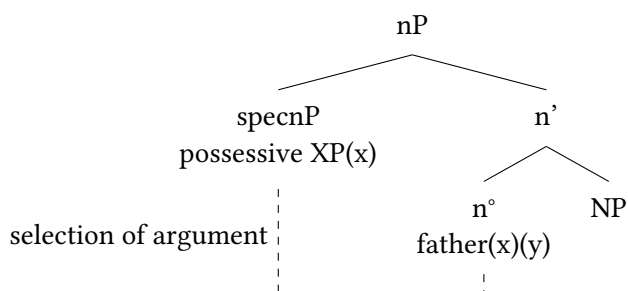 nP
specnP
n’
possessive XP(x)
n° NP
selection of argument
father(x)(y)